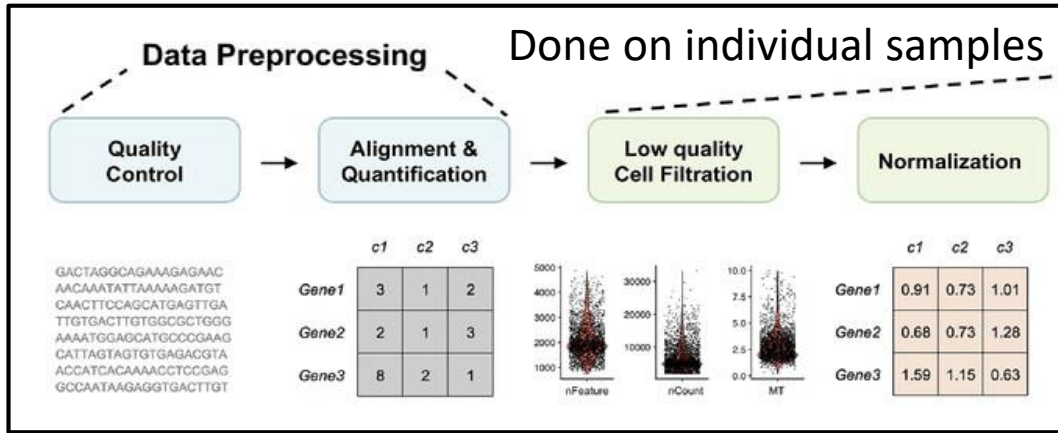 Data Preprocessing
Done on individual samples
Quality
Control
Alignment &
Quantification
Low quality
Cell Filtration
Normalization
GACTAGGCAGAAAGAGAAC
AACAAATATTAAAAAGATGT
CAACTTCCAGCATGAGTTGA
TTGTGACTTGTGGCGCTGGG
AAAATGGAGCATGCCCGAAG
CATTAGTAGTGTGAGACGTA
ACCATCACAAAACCTCCGAG
GCCAATAAGAGGTGACTTGT
c1 c2 c3
Gene1 3 1 2
Gene2 2 1 3
Gene3 8 2 1
5000
4000
3000
2000
1000
nFeature
30000
20000
10000
nCount
10.0
7.5
5.0
2.5
0.0
MT
c1 c2 c3
Gene1 0.91 0.73 1.01
Gene2 0.68 0.73 1.28
Gene3 1.59 1.15 0.63